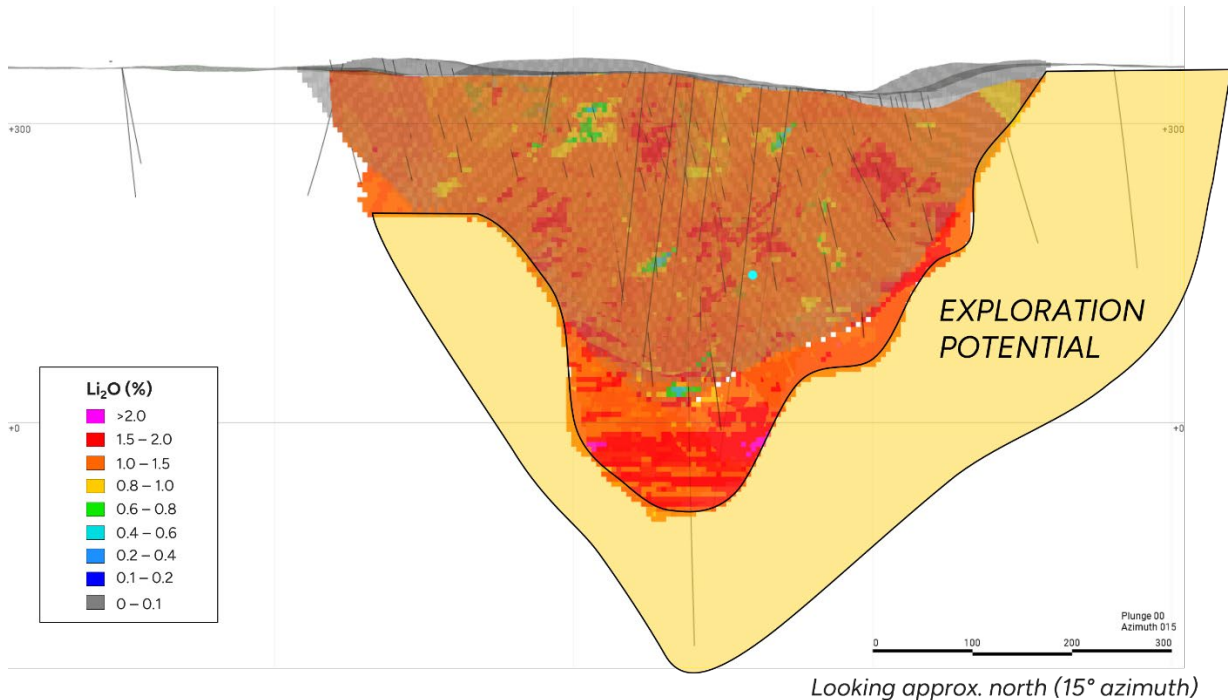 +300
+300
EXPLORATION
POTENTIAL
Li₂O (%)
>2.0
1.5 – 2.0
1.0 – 1.5
0.8 – 1.0
0.6 – 0.8
0.4 – 0.6
0.2 – 0.4
0.1 – 0.2
0 – 0.1
+0
+0
Plunge 00
Azimuth 015
0 100 200 300
Looking approx. north (15° azimuth)